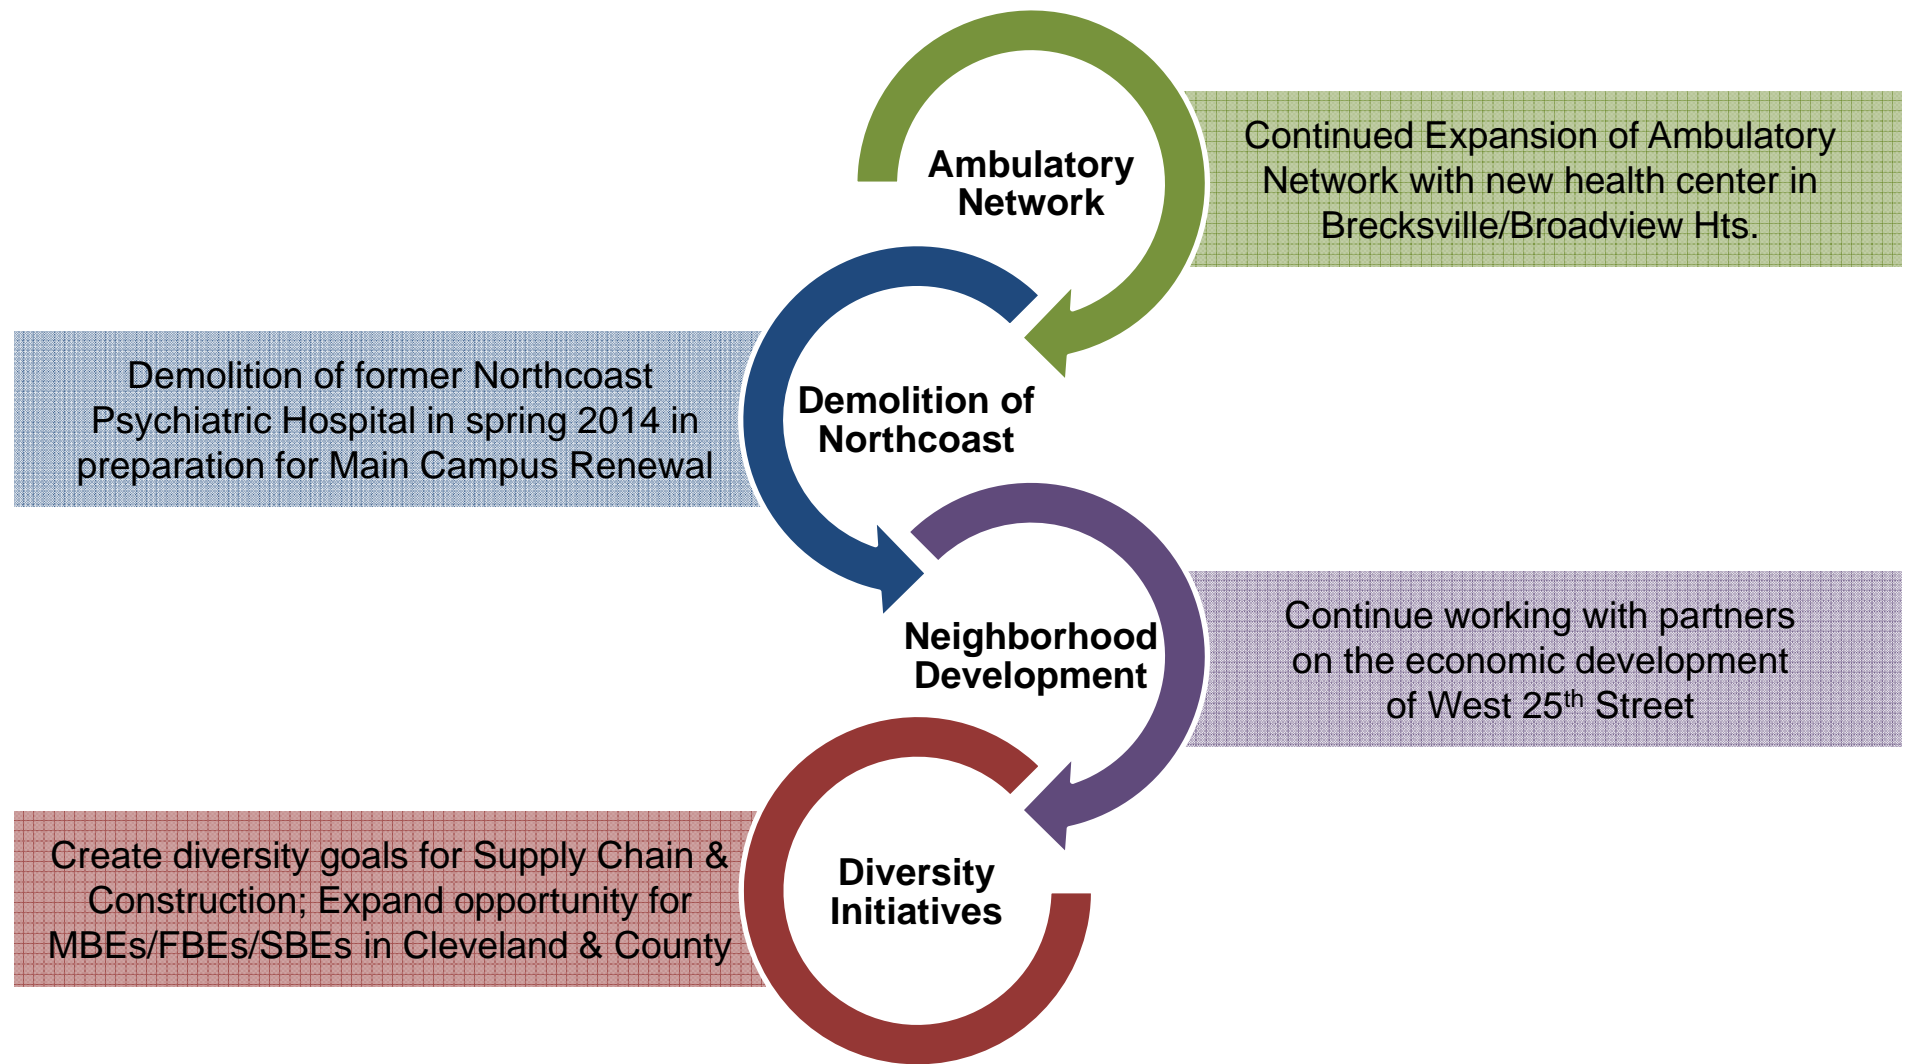 Ambulatory
Network
Continued Expansion of Ambulatory
Network with new health center in
Brecksville/Broadview Hts.
Demolition of former Northcoast
Psychiatric Hospital in spring 2014 in
preparation for Main Campus Renewal
Demolition of
Northcoast
Neighborhood
Development
Continue working with partners
on the economic development
of West 25th Street
Create diversity goals for Supply Chain &
Construction; Expand opportunity for
MBEs/FBEs/SBEs in Cleveland & County
Diversity
Initiatives